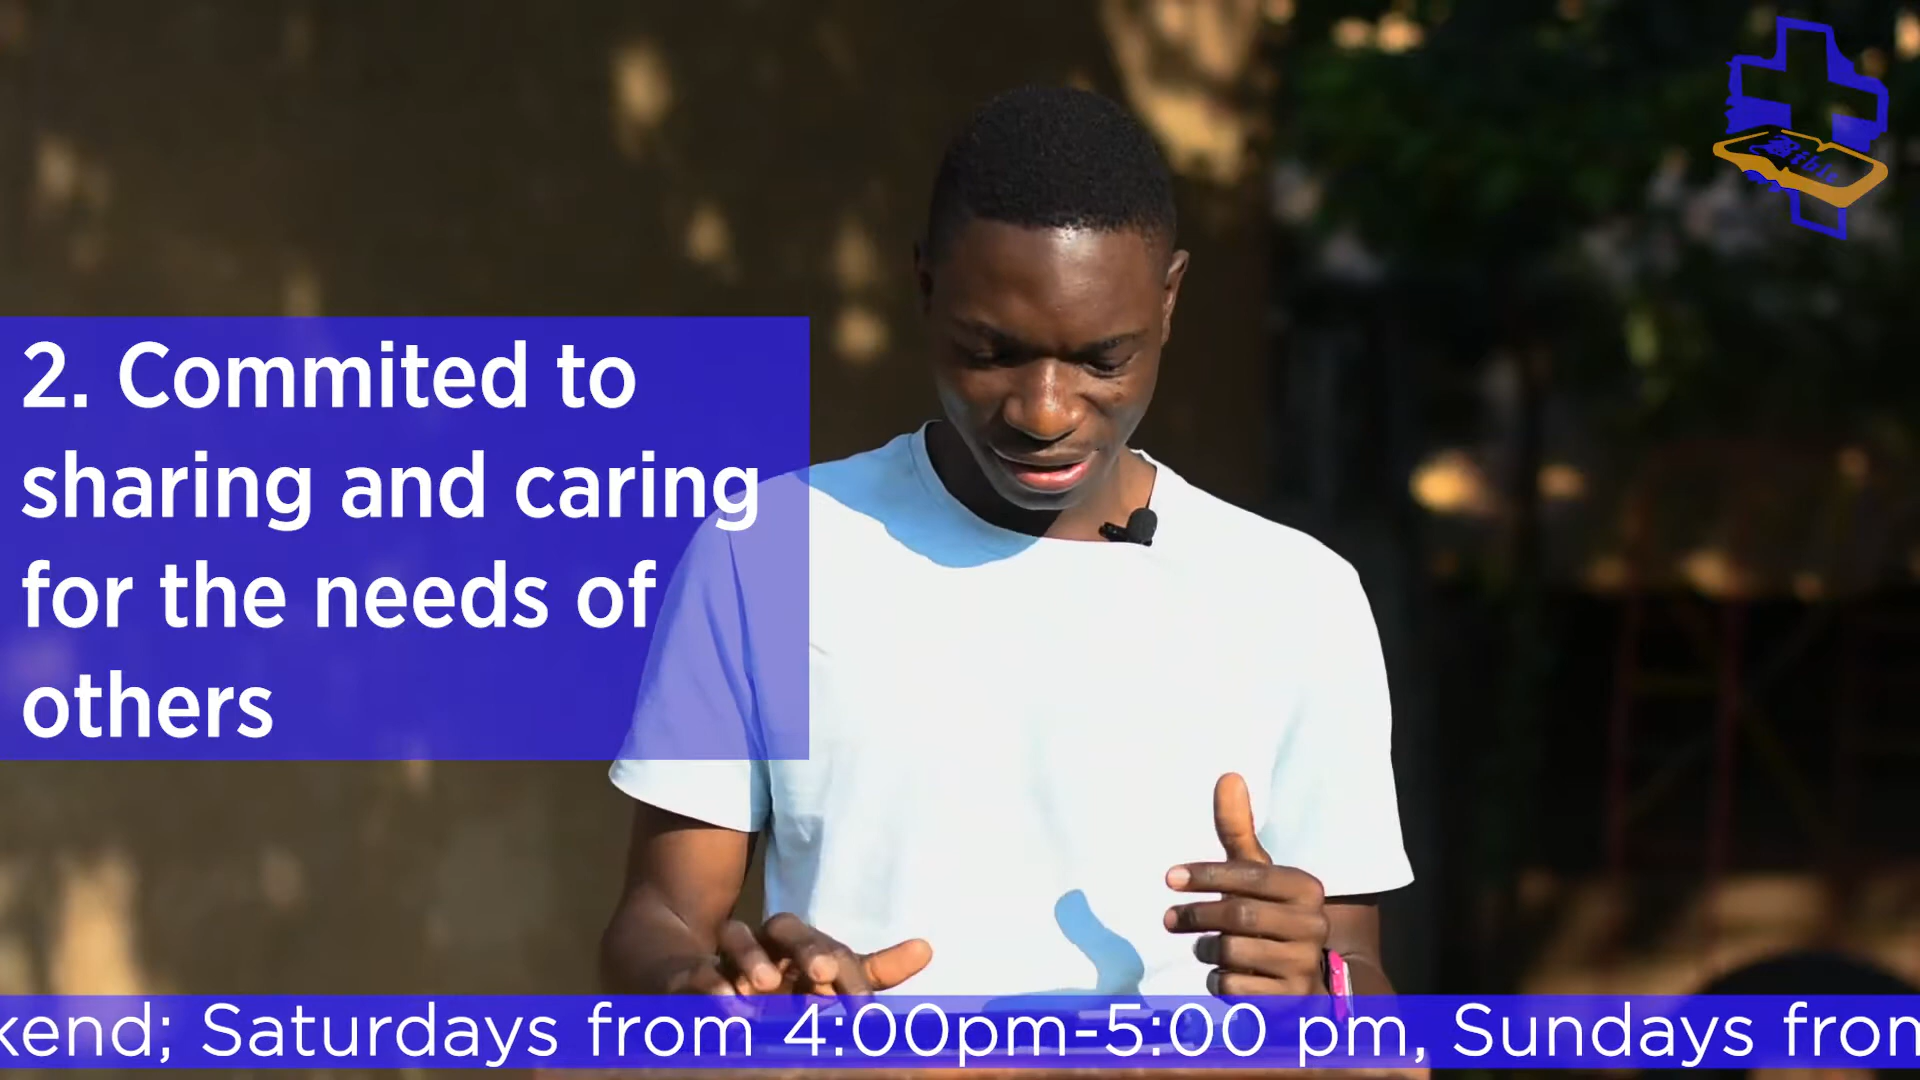 Bible
2. Commited to
sharing and caring
for the needs of
others
kend; Saturdays from 4:00pm-5:00 pm, Sundays from